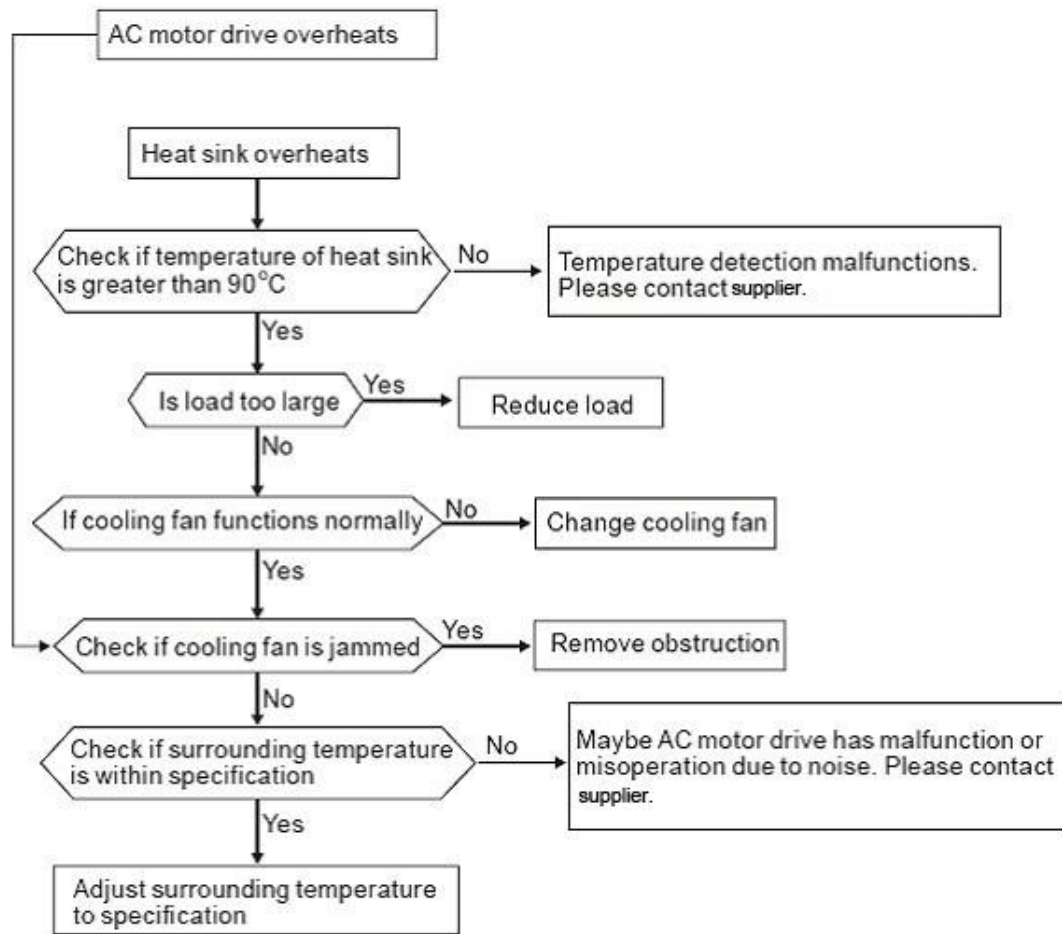 AC motor drive overheats
Heat sink overheats
Check if temperature of heat sink
is greater than 90°C
No
Temperature detection malfunctions.
Please contact supplier.
Yes
Is load too large
Yes
Reduce load
No
If cooling fan functions normally
No
Change cooling fan
Yes
Check if cooling fan is jammed
Yes
Remove obstruction
No
Check if surrounding temperature
is within specification
No
Maybe AC motor drive has malfunction or
misoperation due to noise. Please contact
supplier.
Yes
Adjust surrounding temperature
to specification